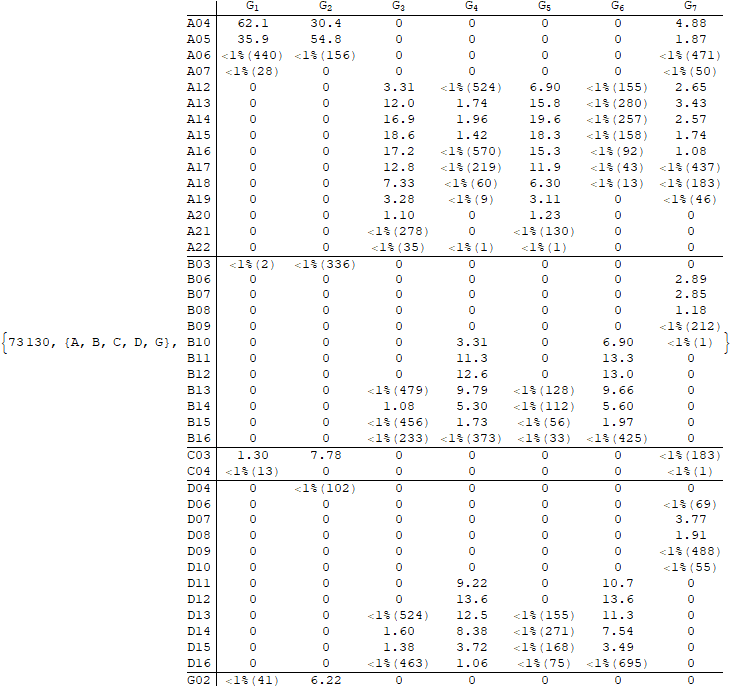 G1 G2 G3 G4 G5 G6 G7
A04 62.1 30.4 0 0 0 0 4.88
A05 35.9 54.8 0 0 0 0 1.87
A06 <1%(440) <1%(156) 0 0 0 0 <1%(471)
A07 <1%(28) 0 0 0 0 0 <1%(50)
A12 0 0 3.31 <1%(524) 6.90 <1%(155) 2.65
A13 0 0 12.0 1.74 15.8 <1%(280) 3.43
A14 0 0 16.9 1.96 19.6 <1%(257) 2.57
A15 0 0 18.6 1.42 18.3 <1%(158) 1.74
A16 0 0 17.2 <1%(570) 15.3 <1%(92) 1.08
A17 0 0 12.8 <1%(219) 11.9 <1%(43) <1%(437)
A18 0 0 7.33 <1%(60) 6.30 <1%(13) <1%(183)
A19 0 0 3.28 <1%(9) 3.11 0 <1%(46)
A20 0 0 1.10 0 1.23 0 0
A21 0 0 <1%(278) 0 <1%(130) 0 0
A22 0 0 <1%(35) <1%(1) <1%(1) 0 0
B03 <1%(2) <1%(336) 0 0 0 0 0
B06 0 0 0 0 0 0 2.89
B07 0 0 0 0 0 0 2.85
B08 0 0 0 0 0 0 1.18
B09 0 0 0 0 0 0 <1%(212)
{73130, {A, B, C, D, G}, B10 0 0 0 3.31 0 6.90 <1%(1) }
B11 0 0 0 11.3 0 13.3 0
B12 0 0 0 12.6 0 13.0 0
B13 0 0 <1%(479) 9.79 <1%(128) 9.66 0
B14 0 0 1.08 5.30 <1%(112) 5.60 0
B15 0 0 <1%(456) 1.73 <1%(56) 1.97 0
B16 0 0 <1%(233) <1%(373) <1%(33) <1%(425) 0
C03 1.30 7.78 0 0 0 0 <1%(183)
C04 <1%(13) 0 0 0 0 0 <1%(1)
D04 0 <1%(102) 0 0 0 0 0
D06 0 0 0 0 0 0 <1%(69)
D07 0 0 0 0 0 0 3.77
D08 0 0 0 0 0 0 1.91
D09 0 0 0 0 0 0 <1%(488)
D10 0 0 0 0 0 0 <1%(55)
D11 0 0 0 9.22 0 10.7 0
D12 0 0 0 13.6 0 13.6 0
D13 0 0 <1%(524) 12.5 <1%(155) 11.3 0
D14 0 0 1.60 8.38 <1%(271) 7.54 0
D15 0 0 1.38 3.72 <1%(168) 3.49 0
D16 0 0 <1%(463) 1.06 <1%(75) <1%(695) 0
G02 <1%(41) 6.22 0 0 0 0 0